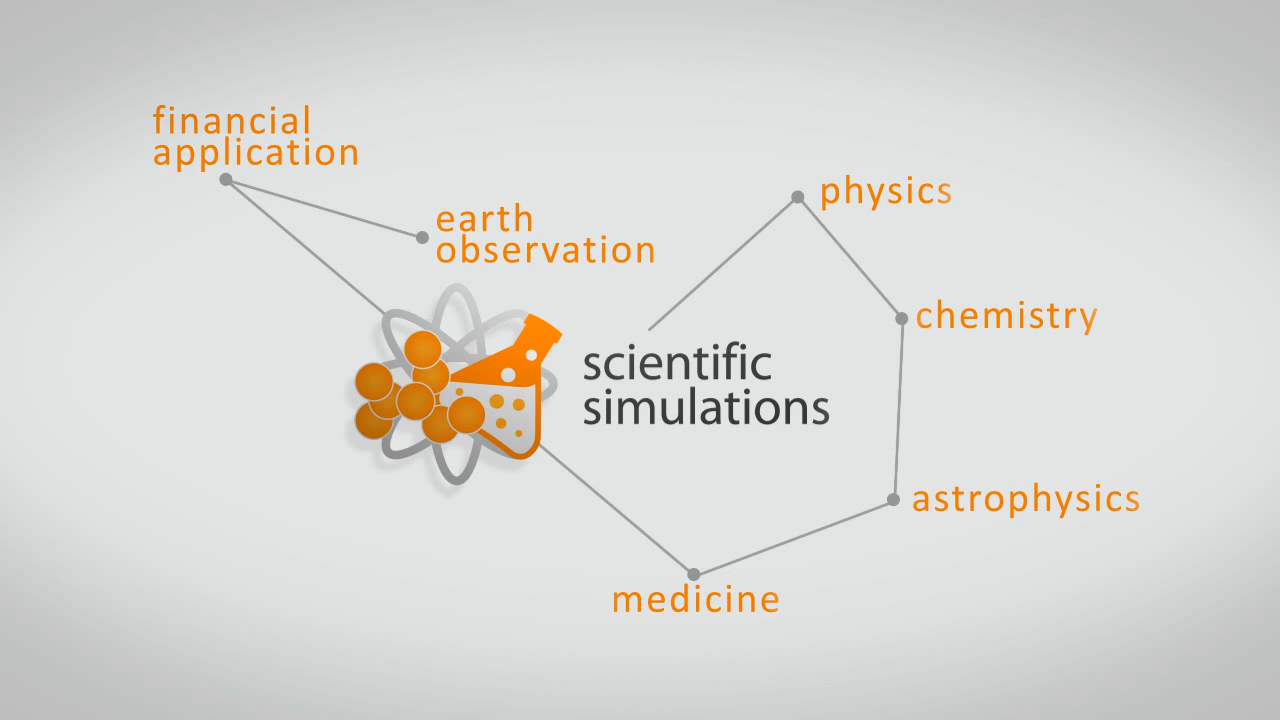 financial
application
earth
observation
physics
chemistry
scientific
simulations
astrophysics
medicine